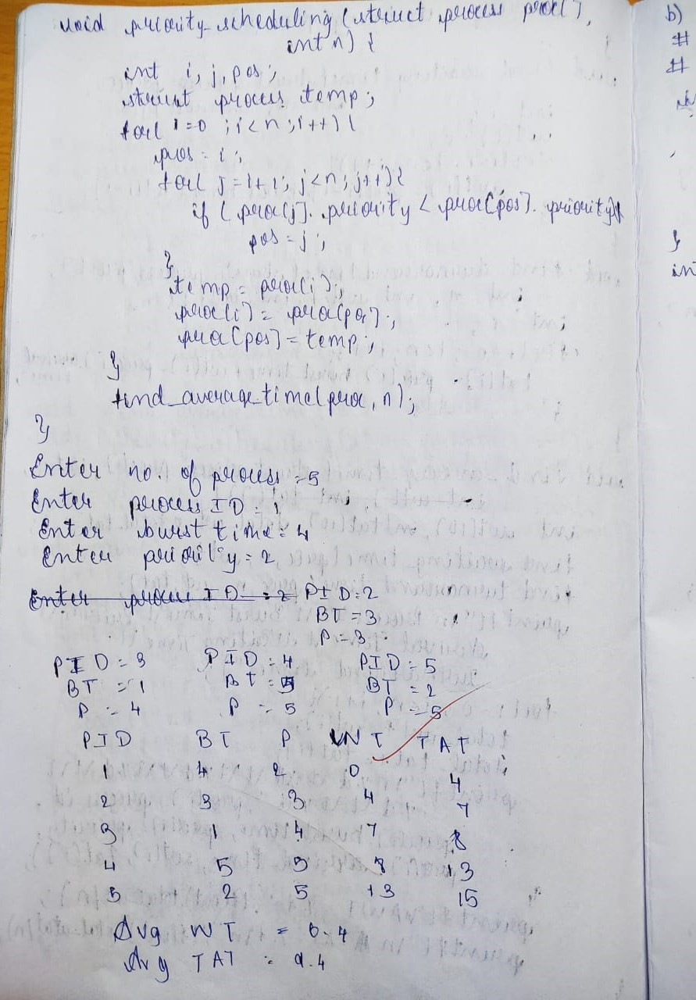 void priority_scheduling (struct process proc[],
int n) {
int i, j, pos;
struct process temp;
for( i=0 ; i<n ; i++) {
pos = i ;
for( j=i+1; j<n; j++) {
if ( proc[j]. priority < proc[pos]. priority){
pos = j ;
}
temp = proc[i] ;
proc[i] = proc[pos] ;
proc[pos] = temp ;
}
find_average_time(proc, n);
}
Enter no. of process =5
Enter process ID = 1
Enter burst time = 4
Enter priority = 2
Enter process ID = 2 PID = 2
BT = 3
P = 3
PID = 3 PID = 4 PID = 5
BT = 1 BT = 5 BT = 2
P = 4 P = 5 P = 5
PID BT P WT TAT
1 4 2 0 4
2 3 3 4 7
3 1 4 7 8
4 5 5 8 13
5 2 5 13 15
Avg WT = 6.4
Avg TAT = 9.4
b)
#
#
}
in